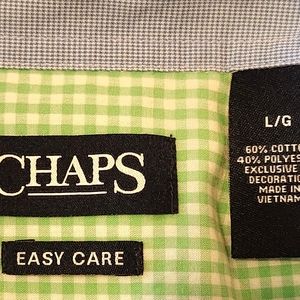 CHAPS
EASY CARE
L/G
60% COTTO
40% POLYES
EXCLUSIVE
DECORATIO
MADE IN
VIETNAM